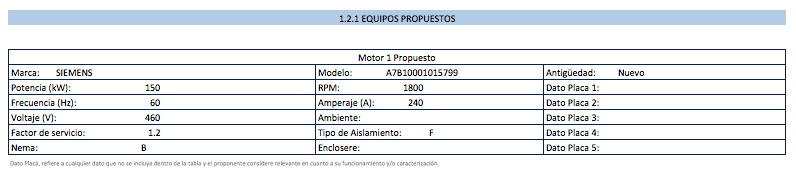 1.2.1 EQUIPOS PROPUESTOS
Motor 1 Propuesto
Marca: SIEMENS Modelo: A7B10001015799 Antigüedad: Nuevo
Potencia (kW): 150 RPM: 1800 Dato Placa 1:
Frecuencia (Hz): 60 Amperaje (A): 240 Dato Placa 2:
Voltaje (V): 460 Ambiente: Dato Placa 3:
Factor de servicio: 1.2 Tipo de Aislamiento: F Dato Placa 4:
Nema: B Enclosere: Dato Placa 5:
Dato Placa, refiere a cualquier dato que no se incluya dentro de la tabla y el proponente considere relevante en cuanto a su funcionamiento y/o caracterización.